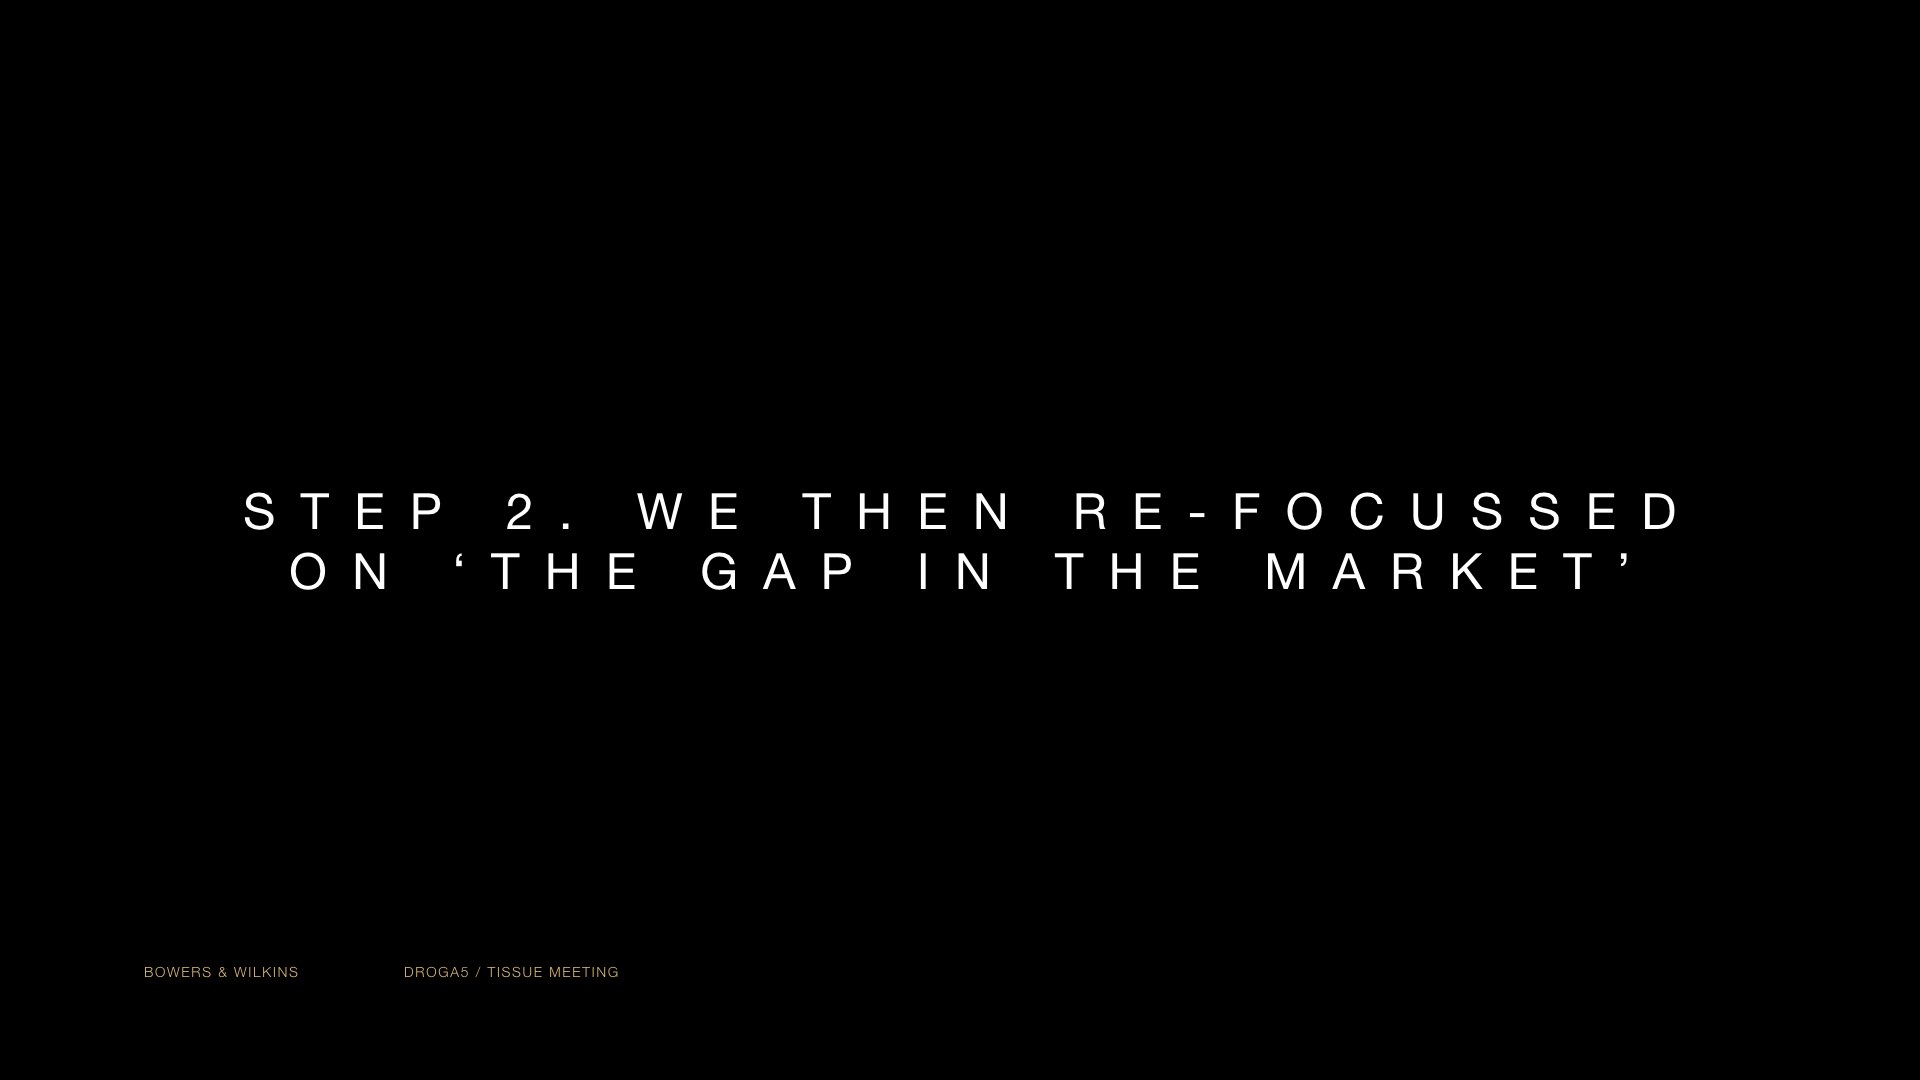 STEP 2. WE THEN RE-FOCUSSED
ON ‘THE GAP IN THE MARKET’
BOWERS & WILKINS
DROGA5 / TISSUE MEETING